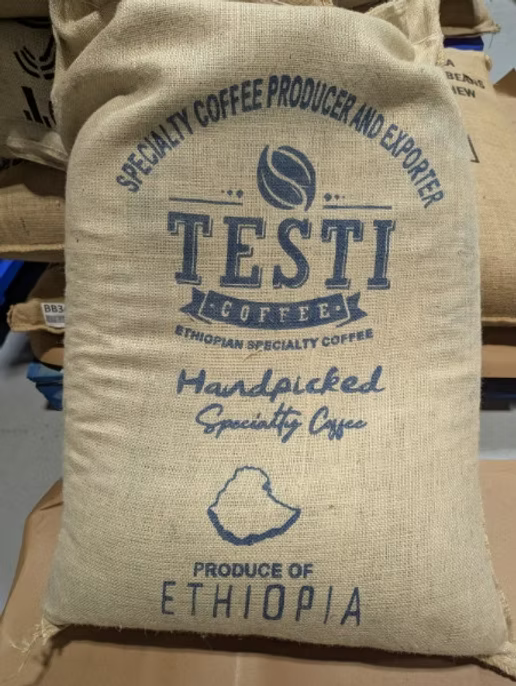 SPECIALTY COFFEE PRODUCER AND EXPORTER
TESTI
COFFEE
ETHIOPIAN SPECIALTY COFFEE
Handpicked
Specialty Coffee
PRODUCE OF
ETHIOPIA